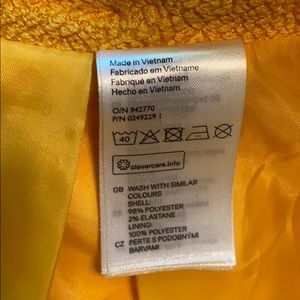 Made in Vietnam
Fabricado em Vietname
Fabriqué en Vietnam
Hecho en Vietnam
O/N 942770
P/N 0249229 1
40
clevercare.info
GB WASH WITH SIMILAR
COLOURS
SHELL:
98% POLYESTER
2% ELASTANE
LINING:
100% POLYESTER
CZ PERTE S PODOBNÝMI
BARVAMI